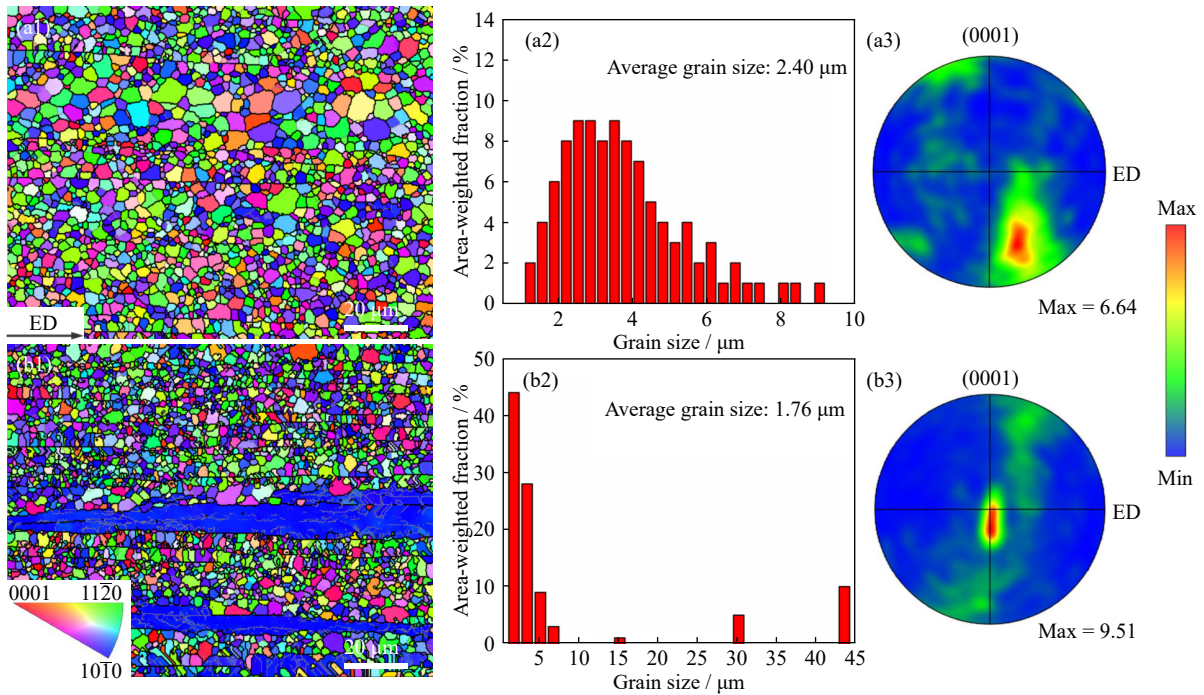 (a1)
ED
20 μm
14
12
10
8
6
4
2
0
Area-weighted fraction / %
(a2)
Average grain size: 2.40 μm
2
4
6
8
10
Grain size / μm
(a3)
(0001)
ED
Max = 6.64
Max
Min
(b1)
0001
112̅0
101̅0
20 μm
50
40
30
20
10
0
Area-weighted fraction / %
(b2)
Average grain size: 1.76 μm
5
10
15
20
25
30
35
40
45
Grain size / μm
(b3)
(0001)
ED
Max = 9.51